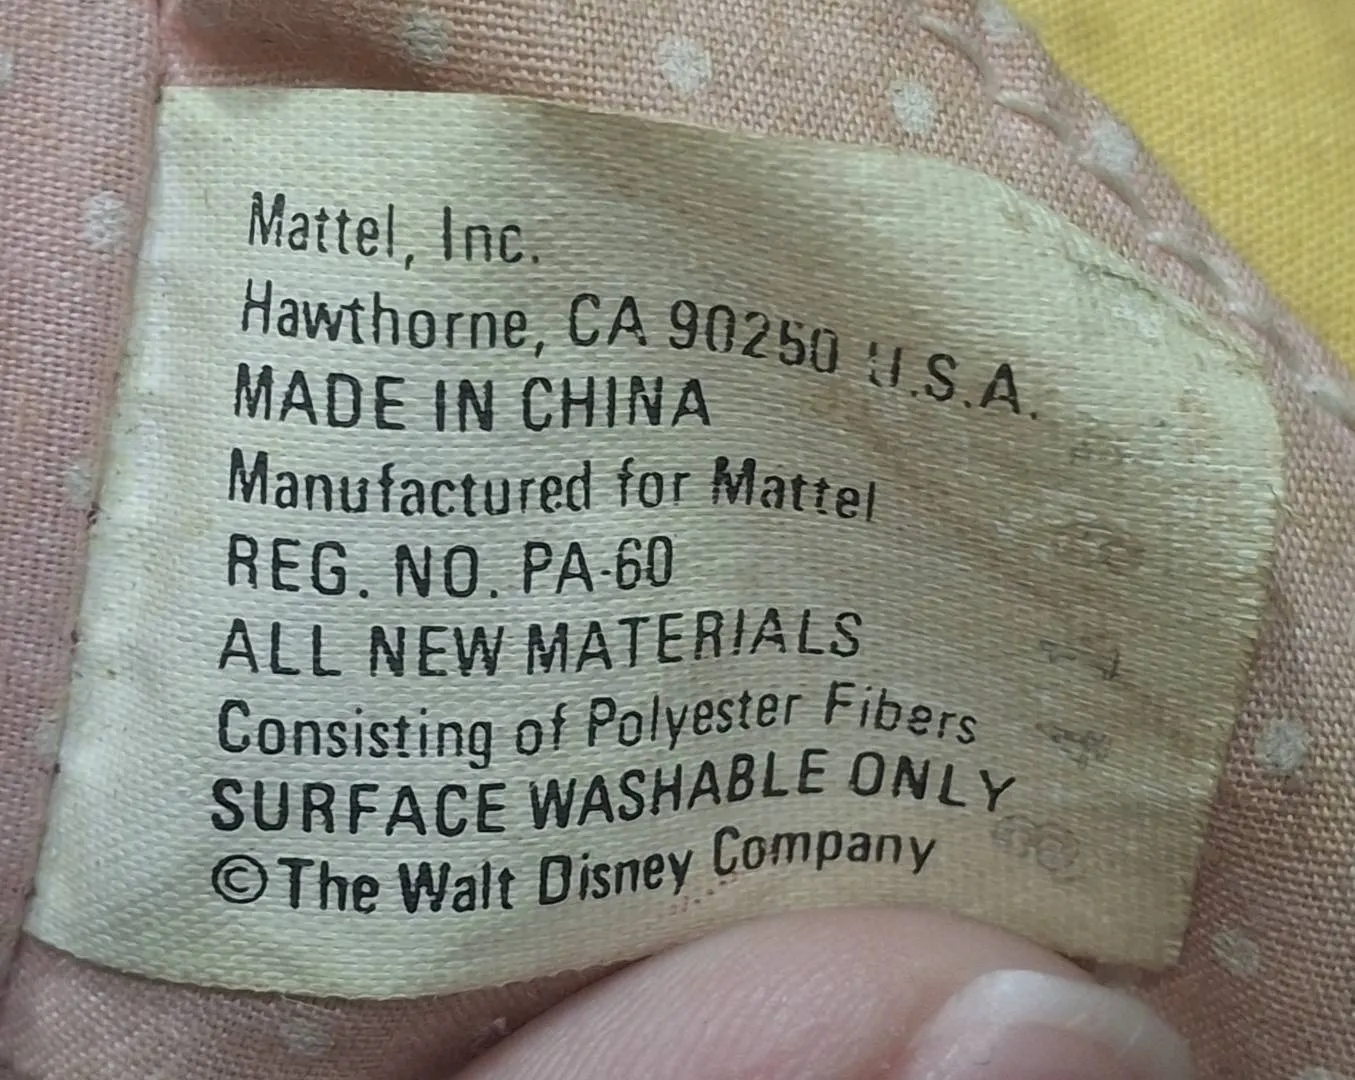 Mattel, Inc.
Hawthorne, CA 90250 U.S.A.
MADE IN CHINA
Manufactured for Mattel
REG. NO. PA-60
ALL NEW MATERIALS
Consisting of Polyester Fibers
SURFACE WASHABLE ONLY
© The Walt Disney Company